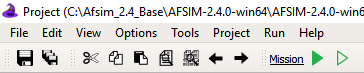 Project (C:\Afsim_2.4_Base\AFSIM-2.4.0-win64\AFSIM-2.4.0-win6
File Edit View Options Tools Project Run Help
Mission